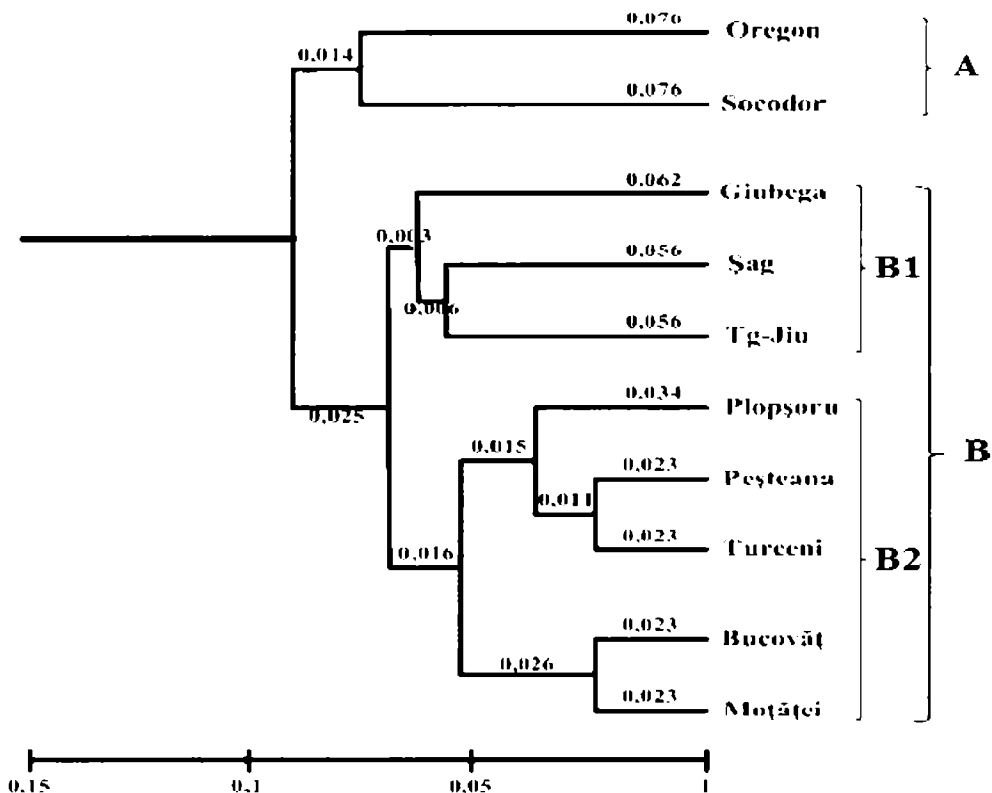 0.076 Oregon
0.014
A
0.076 Socodor
0.062 Giubega
0.003
0.056 Şag
B1
0.006
0.056 Tg-Jiu
0.034 Plopşoru
0.025
0.015
B
0.023 Peşteana
0.011
0.023 Turceni
0.016
B2
0.023 Bucovăţ
0.026
0.023 Moţăţei
0.15 0.1 0.05 1